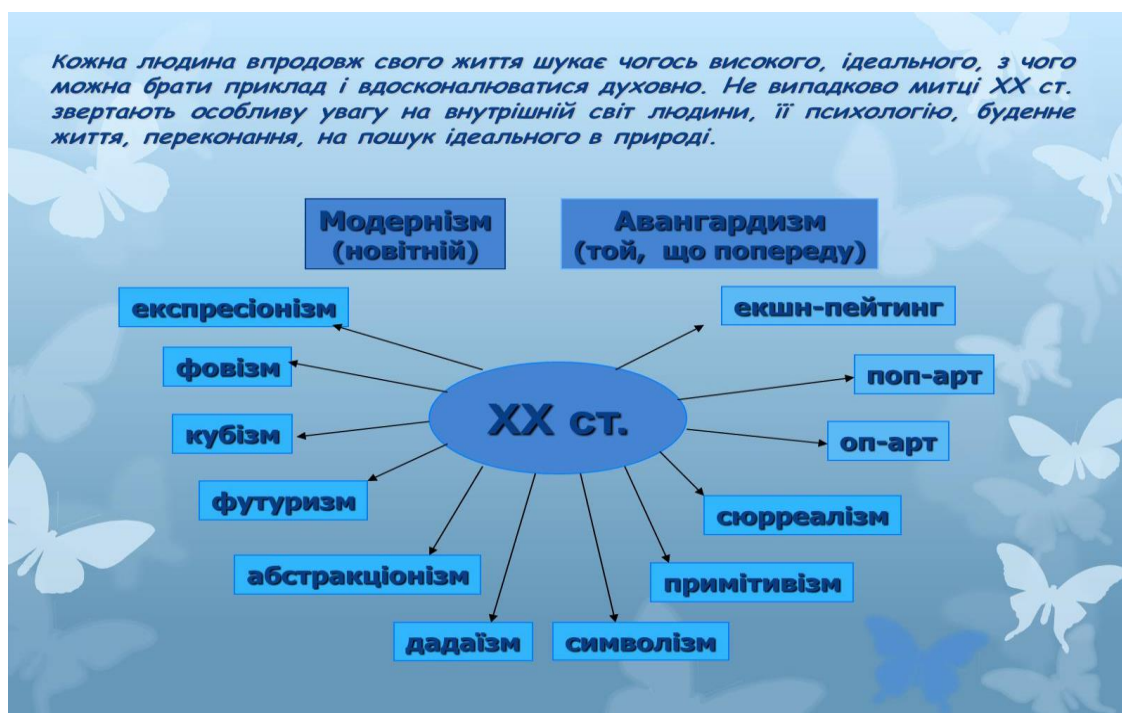 Кожна людина впродовж свого життя шукає чогось високого, ідеального, з чого
можна брати приклад і вдосконалюватися духовно. Не випадково митці ХХ ст.
звертають особливу увагу на внутрішній світ людини, її психологію, буденне
життя, переконання, на пошук ідеального в природі.
Модернізм
(новітній)
Авангардизм
(той, що попереду)
експресіонізм
екшн-пейтинг
фовізм
поп-арт
ХХ ст.
кубізм
оп-арт
футуризм
сюрреалізм
абстракціонізм
примітивізм
дадаїзм
символізм